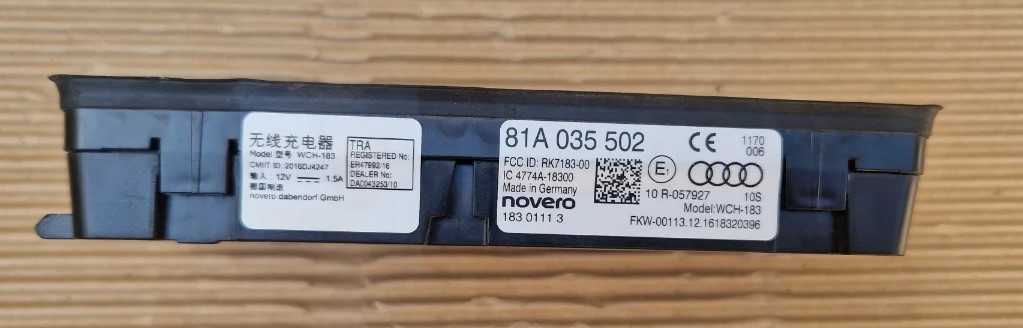 无线充电器
Model 型号: WCH-183
CMIIT ID: 2016DJ4247
输入: 12V 1.5A
德国制造
novero dabendorf GmbH
TRA
REGISTERED No:
ER47992/16
DEALER No:
DA0043253/10
81A 035 502
FCC ID: RK7183-00
IC 4774A-18300
Made in Germany
novero
183 0111 3
CE
1170
006
E1
10 R-057927
10S
Model:WCH-183
FKW-00113.12.1618320396